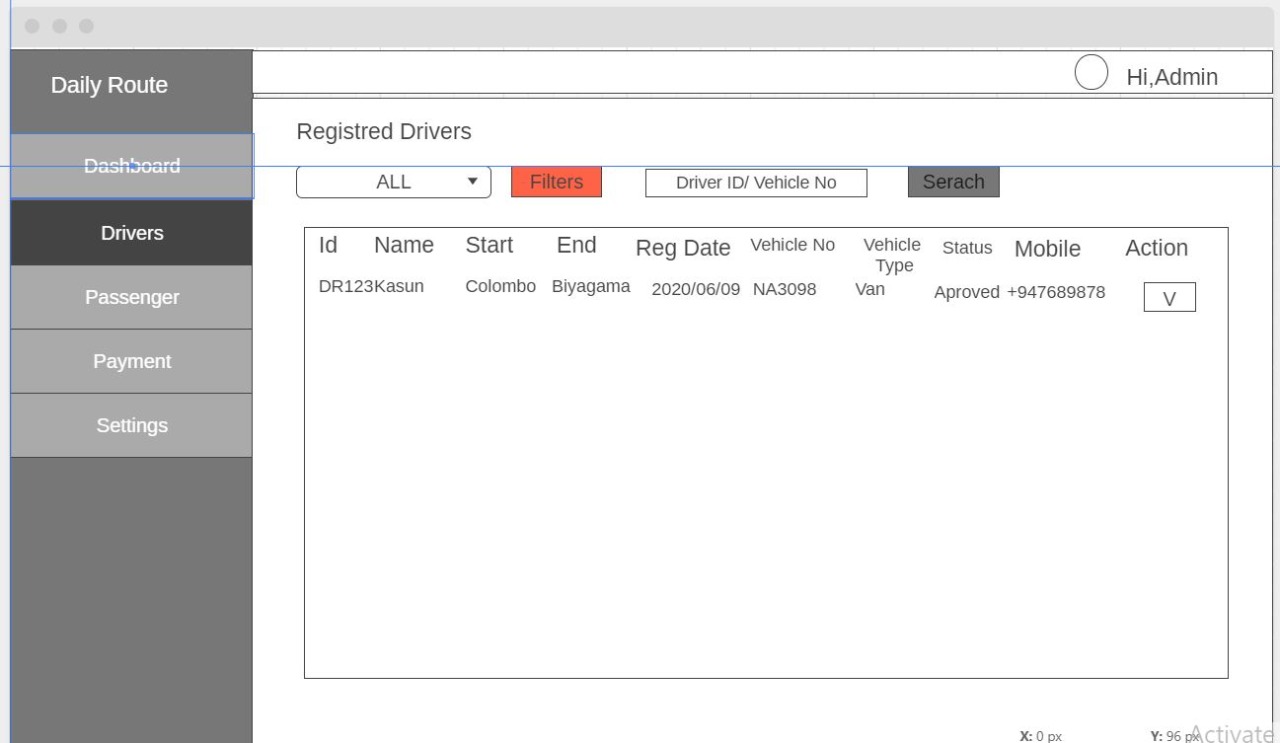 Daily Route
Hi,Admin
Registred Drivers
Dashboard
ALL Filters Driver ID/ Vehicle No Serach
Drivers
Id Name Start End Reg Date Vehicle No Vehicle Type Status Mobile Action
DR123 Kasun Colombo Biyagama 2020/06/09 NA3098 Van Aproved +947689878 V
Passenger
Payment
Settings
X: 0 px Y: 96 px
Activate